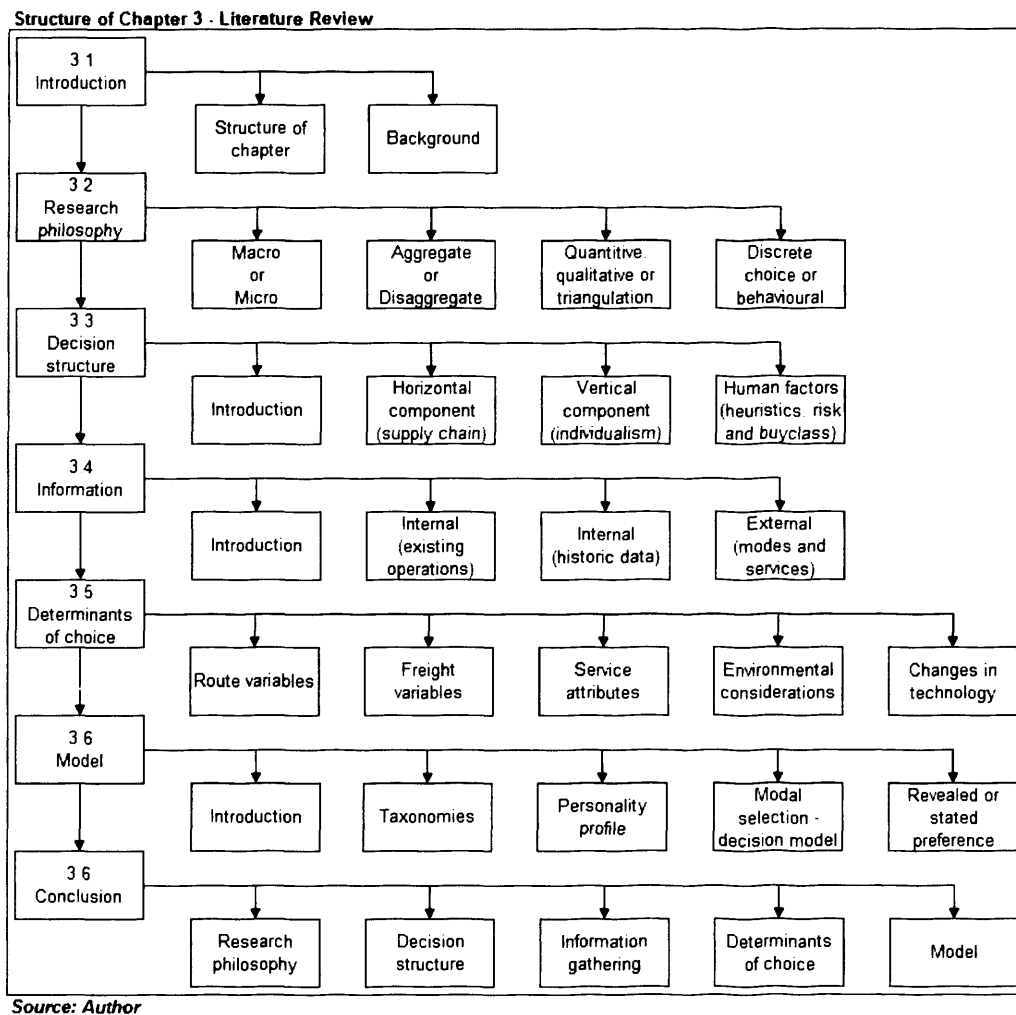 Structure of Chapter 3 - Literature Review
3 1
Introduction
Structure of
chapter
Background
3 2
Research
philosophy
Macro
or
Micro
Aggregate
or
Disaggregate
Quantitive.
qualitative or
triangulation
Discrete
choice or
behavioural
3 3
Decision
structure
Introduction
Horizontal
component
(supply chain)
Vertical
component
(individualism)
Human factors
(heuristics. risk
and buyclass)
3 4
Information
Introduction
Internal
(existing
operations)
Internal
(historic data)
External
(modes and
services)
3 5
Determinants
of choice
Route variables
Freight
variables
Service
attributes
Environmental
considerations
Changes in
technology
3 6
Model
Introduction
Taxonomies
Personality
profile
Modal
selection -
decision model
Revealed or
stated
preference
3 6
Conclusion
Research
philosophy
Decision
structure
Information
gathering
Determinants
of choice
Model
Source: Author